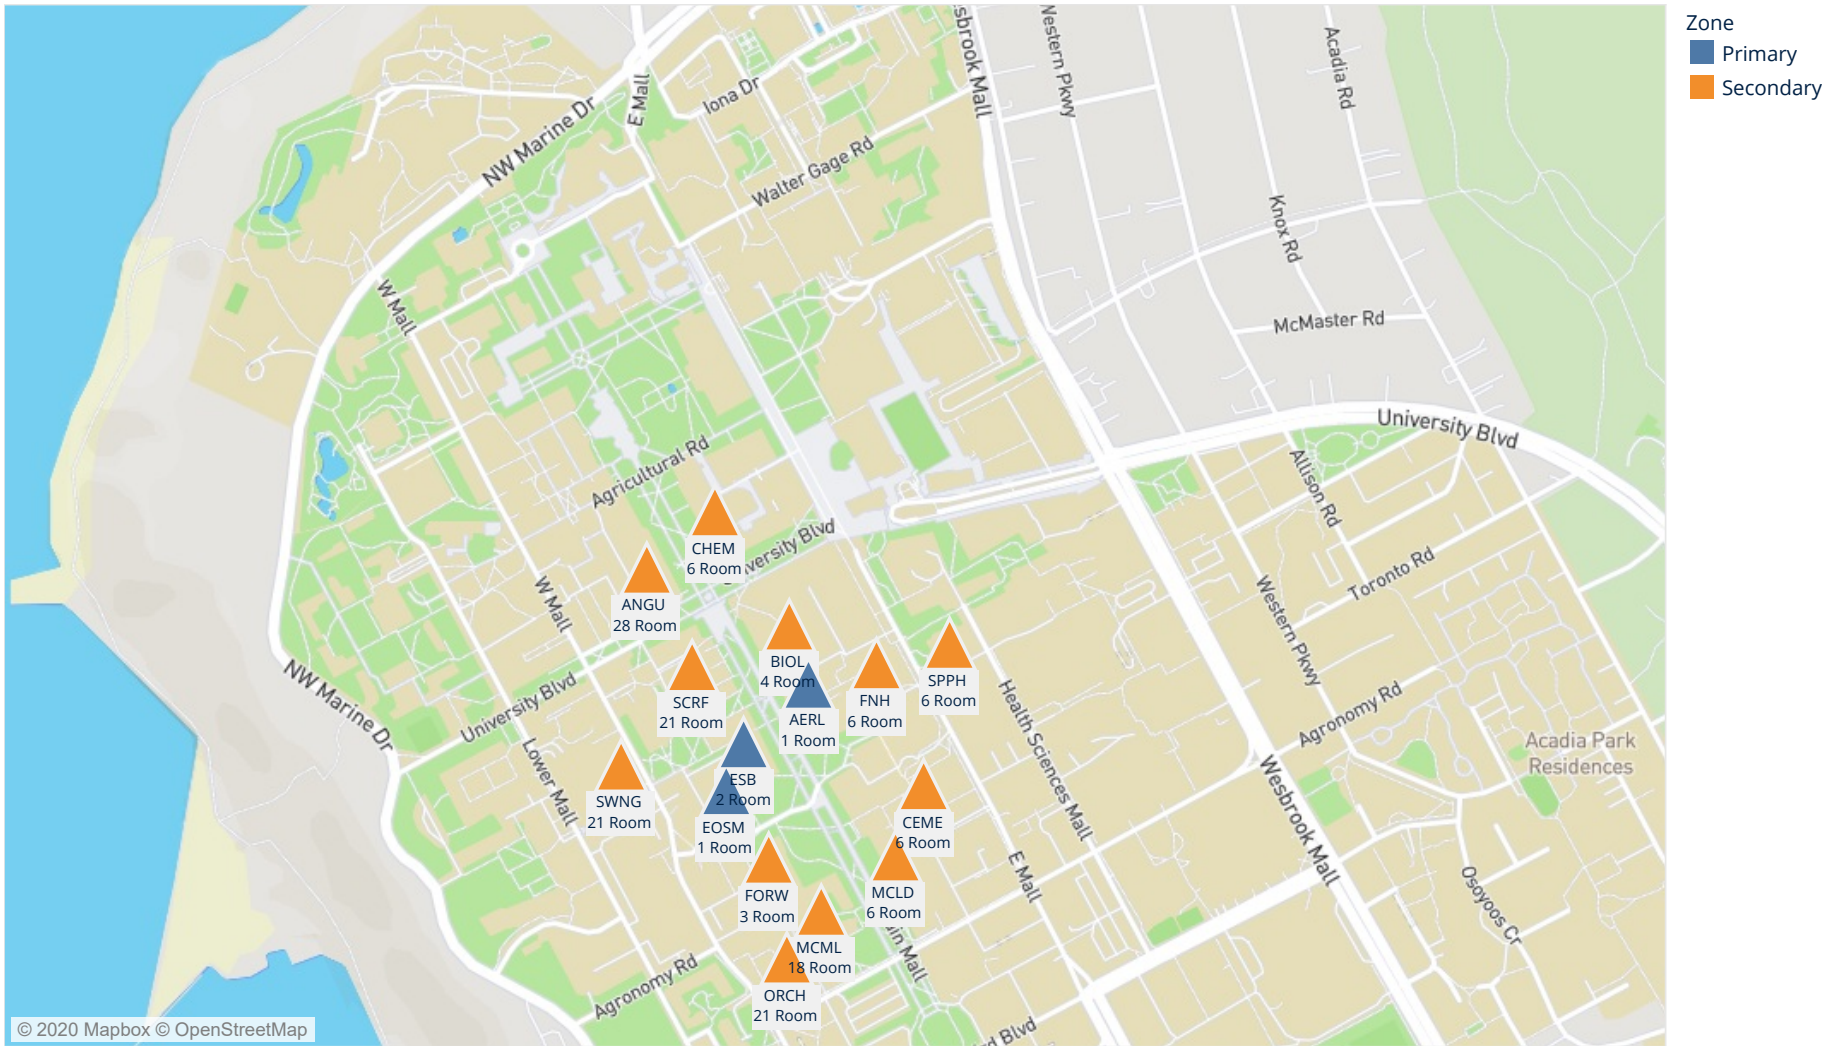 Zone
Primary
Secondary
sbrook Mall
Western Pkwy
Acadia Rd
E Mall
Iona Dr
NW Marine Dr
Walter Gage Rd
Knox Rd
W Mall
McMaster Rd
University Blvd
Agricultural Rd
Allison Rd
CHEM
6 Room
University Blvd
Toronto Rd
ANGU
28 Room
W Mall
Western Pkwy
BIOL
4 Room
SPPH
6 Room
SCRF
21 Room
FNH
6 Room
AERL
1 Room
NW Marine Dr
University Blvd
Health Sciences Mall
Agronomy Rd
Acadia Park
Residences
Lower Mall
ESB
2 Room
SWNG
21 Room
EOSM
1 Room
CEME
6 Room
Wesbrook Mall
E Mall
FORW
3 Room
MCLD
6 Room
Osoyoos Cr
MCML
18 Room
ain Mall
Agronomy Rd
ORCH
21 Room
rd Blvd
© 2020 Mapbox © OpenStreetMap